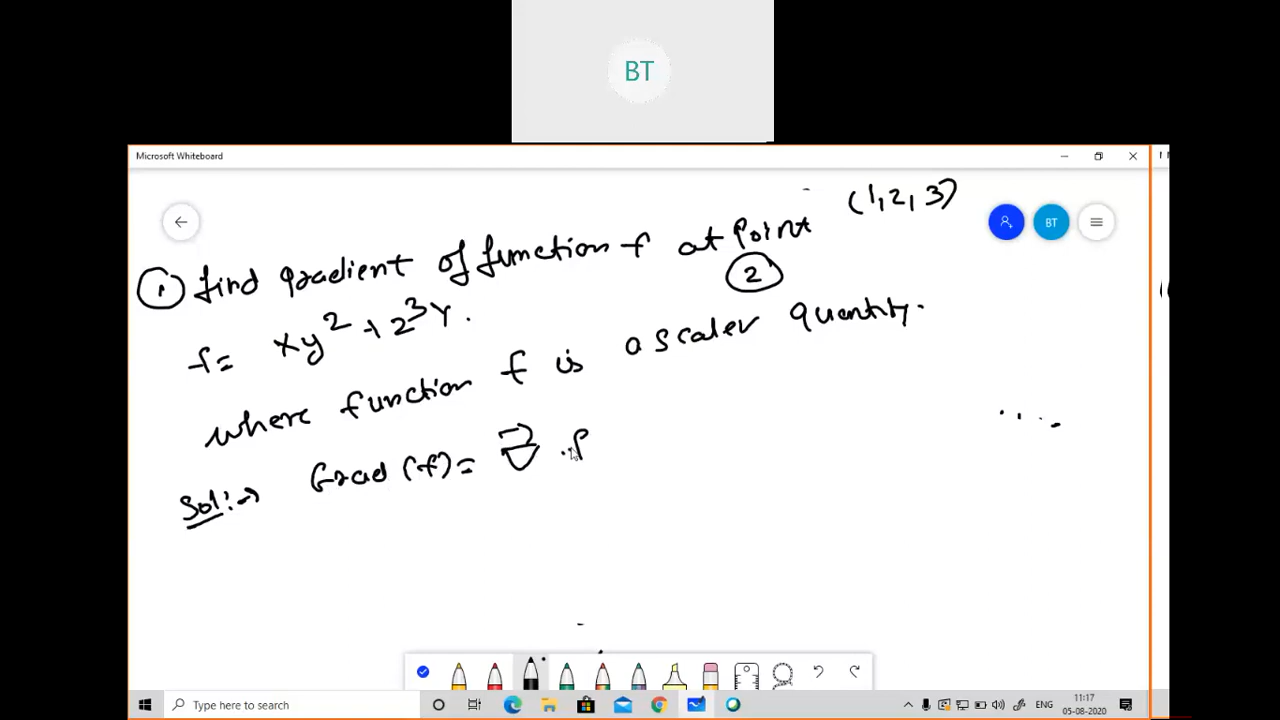 BT
Microsoft Whiteboard
(1,2,3)
① find gradient of function f at point
②
f= xy² + z³y.
where function f is a scaler quantity.
Sol:→ Grad (f) = ∇⃗ .f
BT
Type here to search
ENG
11:17
05-08-2020